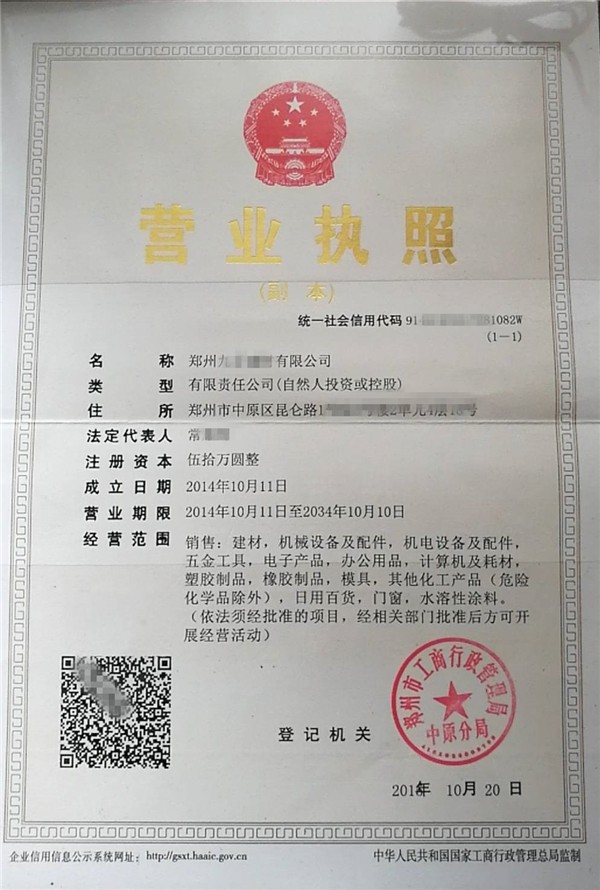 营业执照
(副 本)
统一社会信用代码 91 81082W
(1—1)
名 称 郑州 有限公司
类 型 有限责任公司(自然人投资或控股)
住 所 郑州市中原区昆仑路1 号楼2单元4层18号
法定代表人 常
注册资本 伍拾万圆整
成立日期 2014年10月11日
营业期限 2014年10月11日至2034年10月10日
经营范围 销售：建材，机械设备及配件，机电设备及配件，
五金工具，电子产品，办公用品，计算机及耗材，
塑胶制品，橡胶制品，模具，其他化工产品（危险
化学品除外），日用百货，门窗，水溶性涂料。
（依法须经批准的项目，经相关部门批准后方可开
展经营活动）
郑州市工商行政管理局
中原分局
登记机关
年 10月 20 日
企业信用信息公示系统网址：http://gsxt.haaic.gov.cn
中华人民共和国国家工商行政管理总局监制